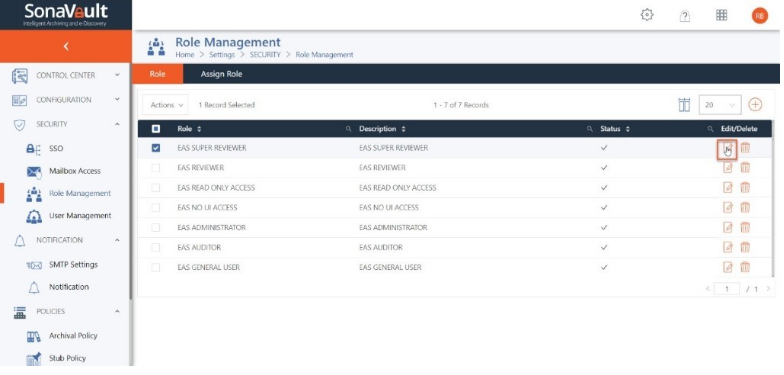 SonaVault
Intelligent Archiving and e-Discovery
RB
Role Management
Home > Settings > SECURITY > Role Management
Role
Assign Role
CONTROL CENTER
CONFIGURATION
SECURITY
SSO
Mailbox Access
Role Management
User Management
NOTIFICATION
SMTP Settings
Notification
POLICIES
Archival Policy
Stub Policy
Actions 1 Record Selected 1 - 7 of 7 Records 20
Role Description Status Edit/Delete
EAS SUPER REVIEWER EAS SUPER REVIEWER
EAS REVIEWER EAS REVIEWER
EAS READ ONLY ACCESS EAS READ ONLY ACCESS
EAS NO UI ACCESS EAS NO UI ACCESS
EAS ADMINISTRATOR EAS ADMINISTRATOR
EAS AUDITOR EAS AUDITOR
EAS GENERAL USER EAS GENERAL USER
< 1 / 1 >